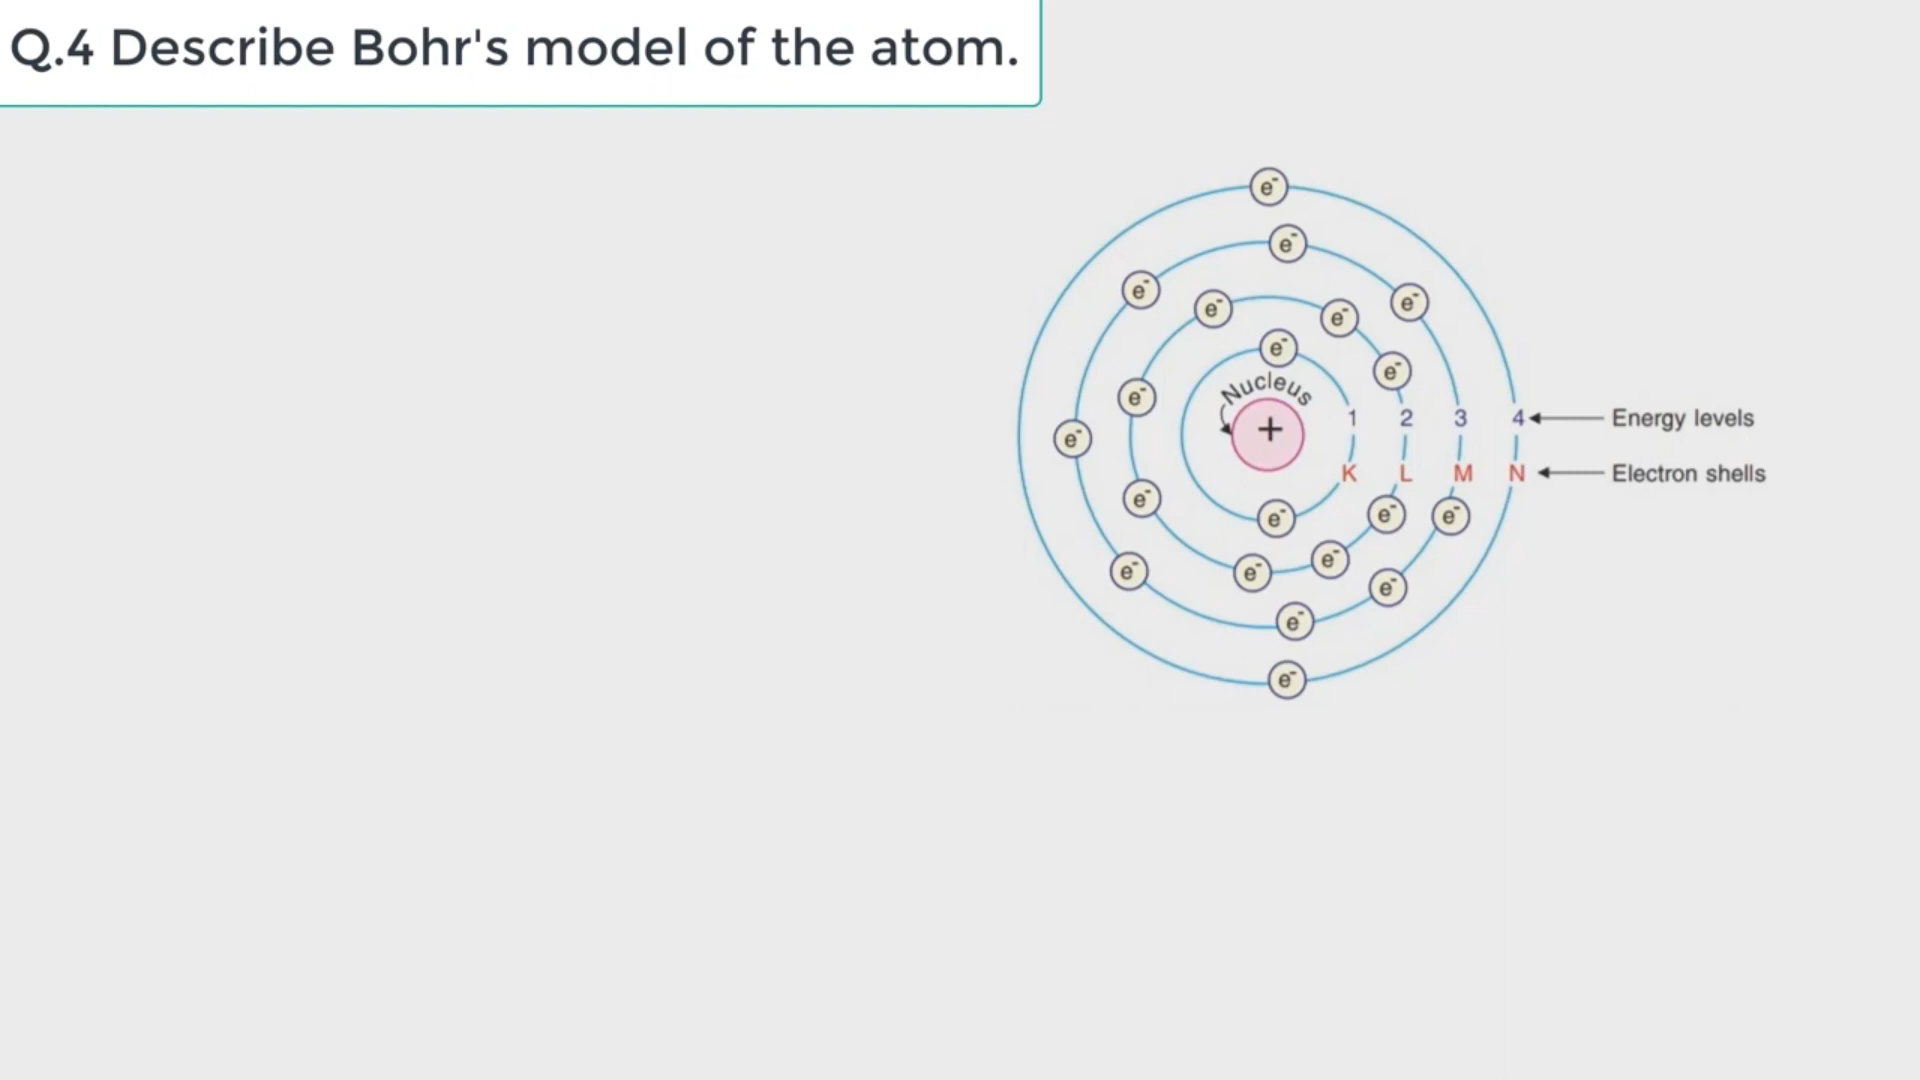 Q.4 Describe Bohr's model of the atom.
e⁻
e⁻
e⁻ e⁻
e⁻ e⁻
e⁻
e⁻
Nucleus
e⁻
+
1 2 3 4 Energy levels
e⁻
K L M N Electron shells
e⁻
e⁻ e⁻ e⁻
e⁻
e⁻ e⁻
e⁻
e⁻
e⁻